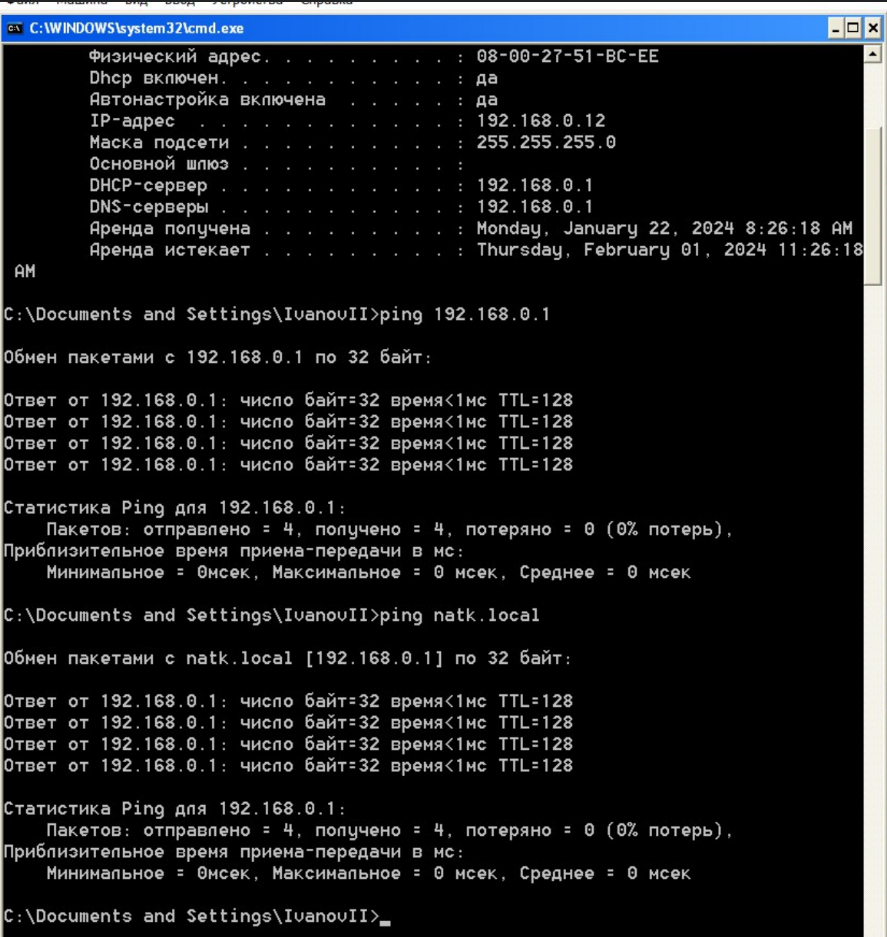 Файл Машина Вид Ввод Устройства Справка
C:\WINDOWS\system32\cmd.exe
Физический адрес. . . . . . . . . : 08-00-27-51-BC-EE
Dhcp включен. . . . . . . . . . . : да
Автонастройка включена . . . . . : да
IP-адрес . . . . . . . . . . . . : 192.168.0.12
Маска подсети . . . . . . . . . . : 255.255.255.0
Основной шлюз . . . . . . . . . . :
DHCP-сервер . . . . . . . . . . . : 192.168.0.1
DNS-серверы . . . . . . . . . . . : 192.168.0.1
Аренда получена . . . . . . . . . : Monday, January 22, 2024 8:26:18 AM
Аренда истекает . . . . . . . . . : Thursday, February 01, 2024 11:26:18
AM
C:\Documents and Settings\IvanovII>ping 192.168.0.1
Обмен пакетами с 192.168.0.1 по 32 байт:
Ответ от 192.168.0.1: число байт=32 время<1мс TTL=128
Ответ от 192.168.0.1: число байт=32 время<1мс TTL=128
Ответ от 192.168.0.1: число байт=32 время<1мс TTL=128
Ответ от 192.168.0.1: число байт=32 время<1мс TTL=128
Статистика Ping для 192.168.0.1:
Пакетов: отправлено = 4, получено = 4, потеряно = 0 (0% потерь),
Приблизительное время приема-передачи в мс:
Минимальное = 0мсек, Максимальное = 0 мсек, Среднее = 0 мсек
C:\Documents and Settings\IvanovII>ping natk.local
Обмен пакетами с natk.local [192.168.0.1] по 32 байт:
Ответ от 192.168.0.1: число байт=32 время<1мс TTL=128
Ответ от 192.168.0.1: число байт=32 время<1мс TTL=128
Ответ от 192.168.0.1: число байт=32 время<1мс TTL=128
Ответ от 192.168.0.1: число байт=32 время<1мс TTL=128
Статистика Ping для 192.168.0.1:
Пакетов: отправлено = 4, получено = 4, потеряно = 0 (0% потерь),
Приблизительное время приема-передачи в мс:
Минимальное = 0мсек, Максимальное = 0 мсек, Среднее = 0 мсек
C:\Documents and Settings\IvanovII>_